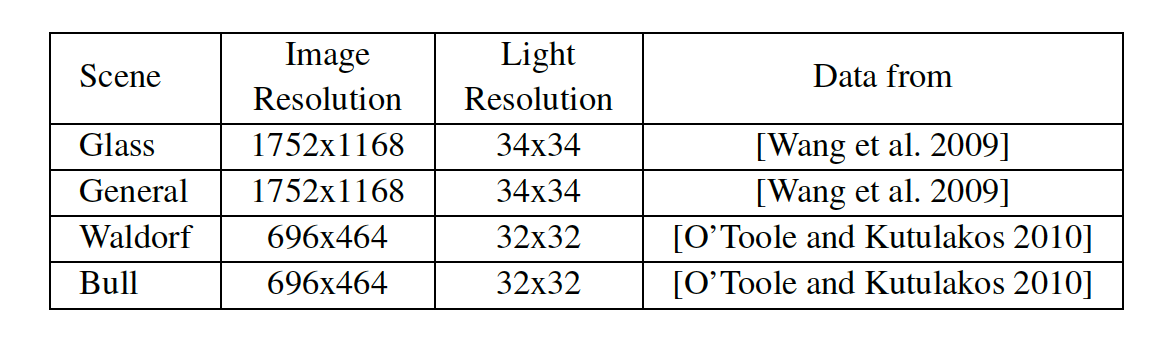 Scene Image Resolution Light Resolution Data from
Glass 1752x1168 34x34 [Wang et al. 2009]
General 1752x1168 34x34 [Wang et al. 2009]
Waldorf 696x464 32x32 [O’Toole and Kutulakos 2010]
Bull 696x464 32x32 [O’Toole and Kutulakos 2010]